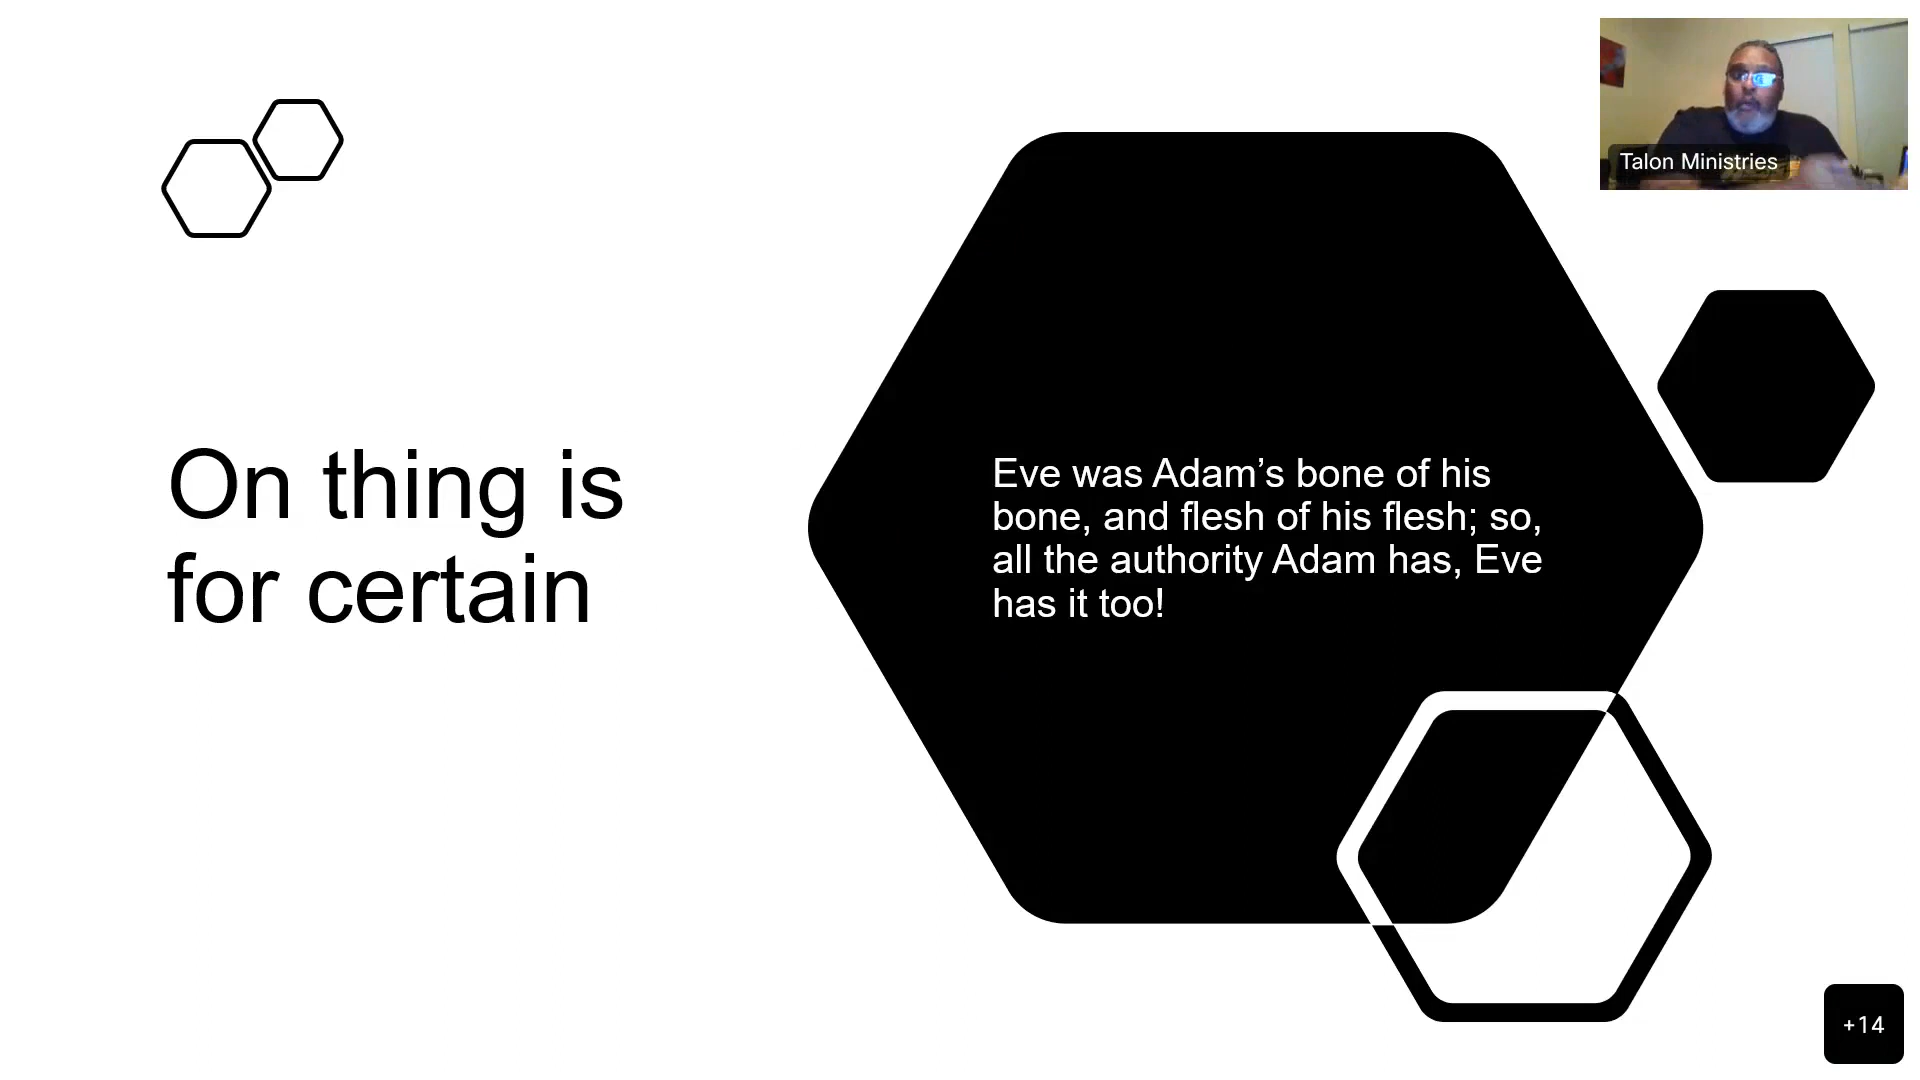 Talon Ministries
On thing is
for certain
Eve was Adam’s bone of his
bone, and flesh of his flesh; so,
all the authority Adam has, Eve
has it too!
+14